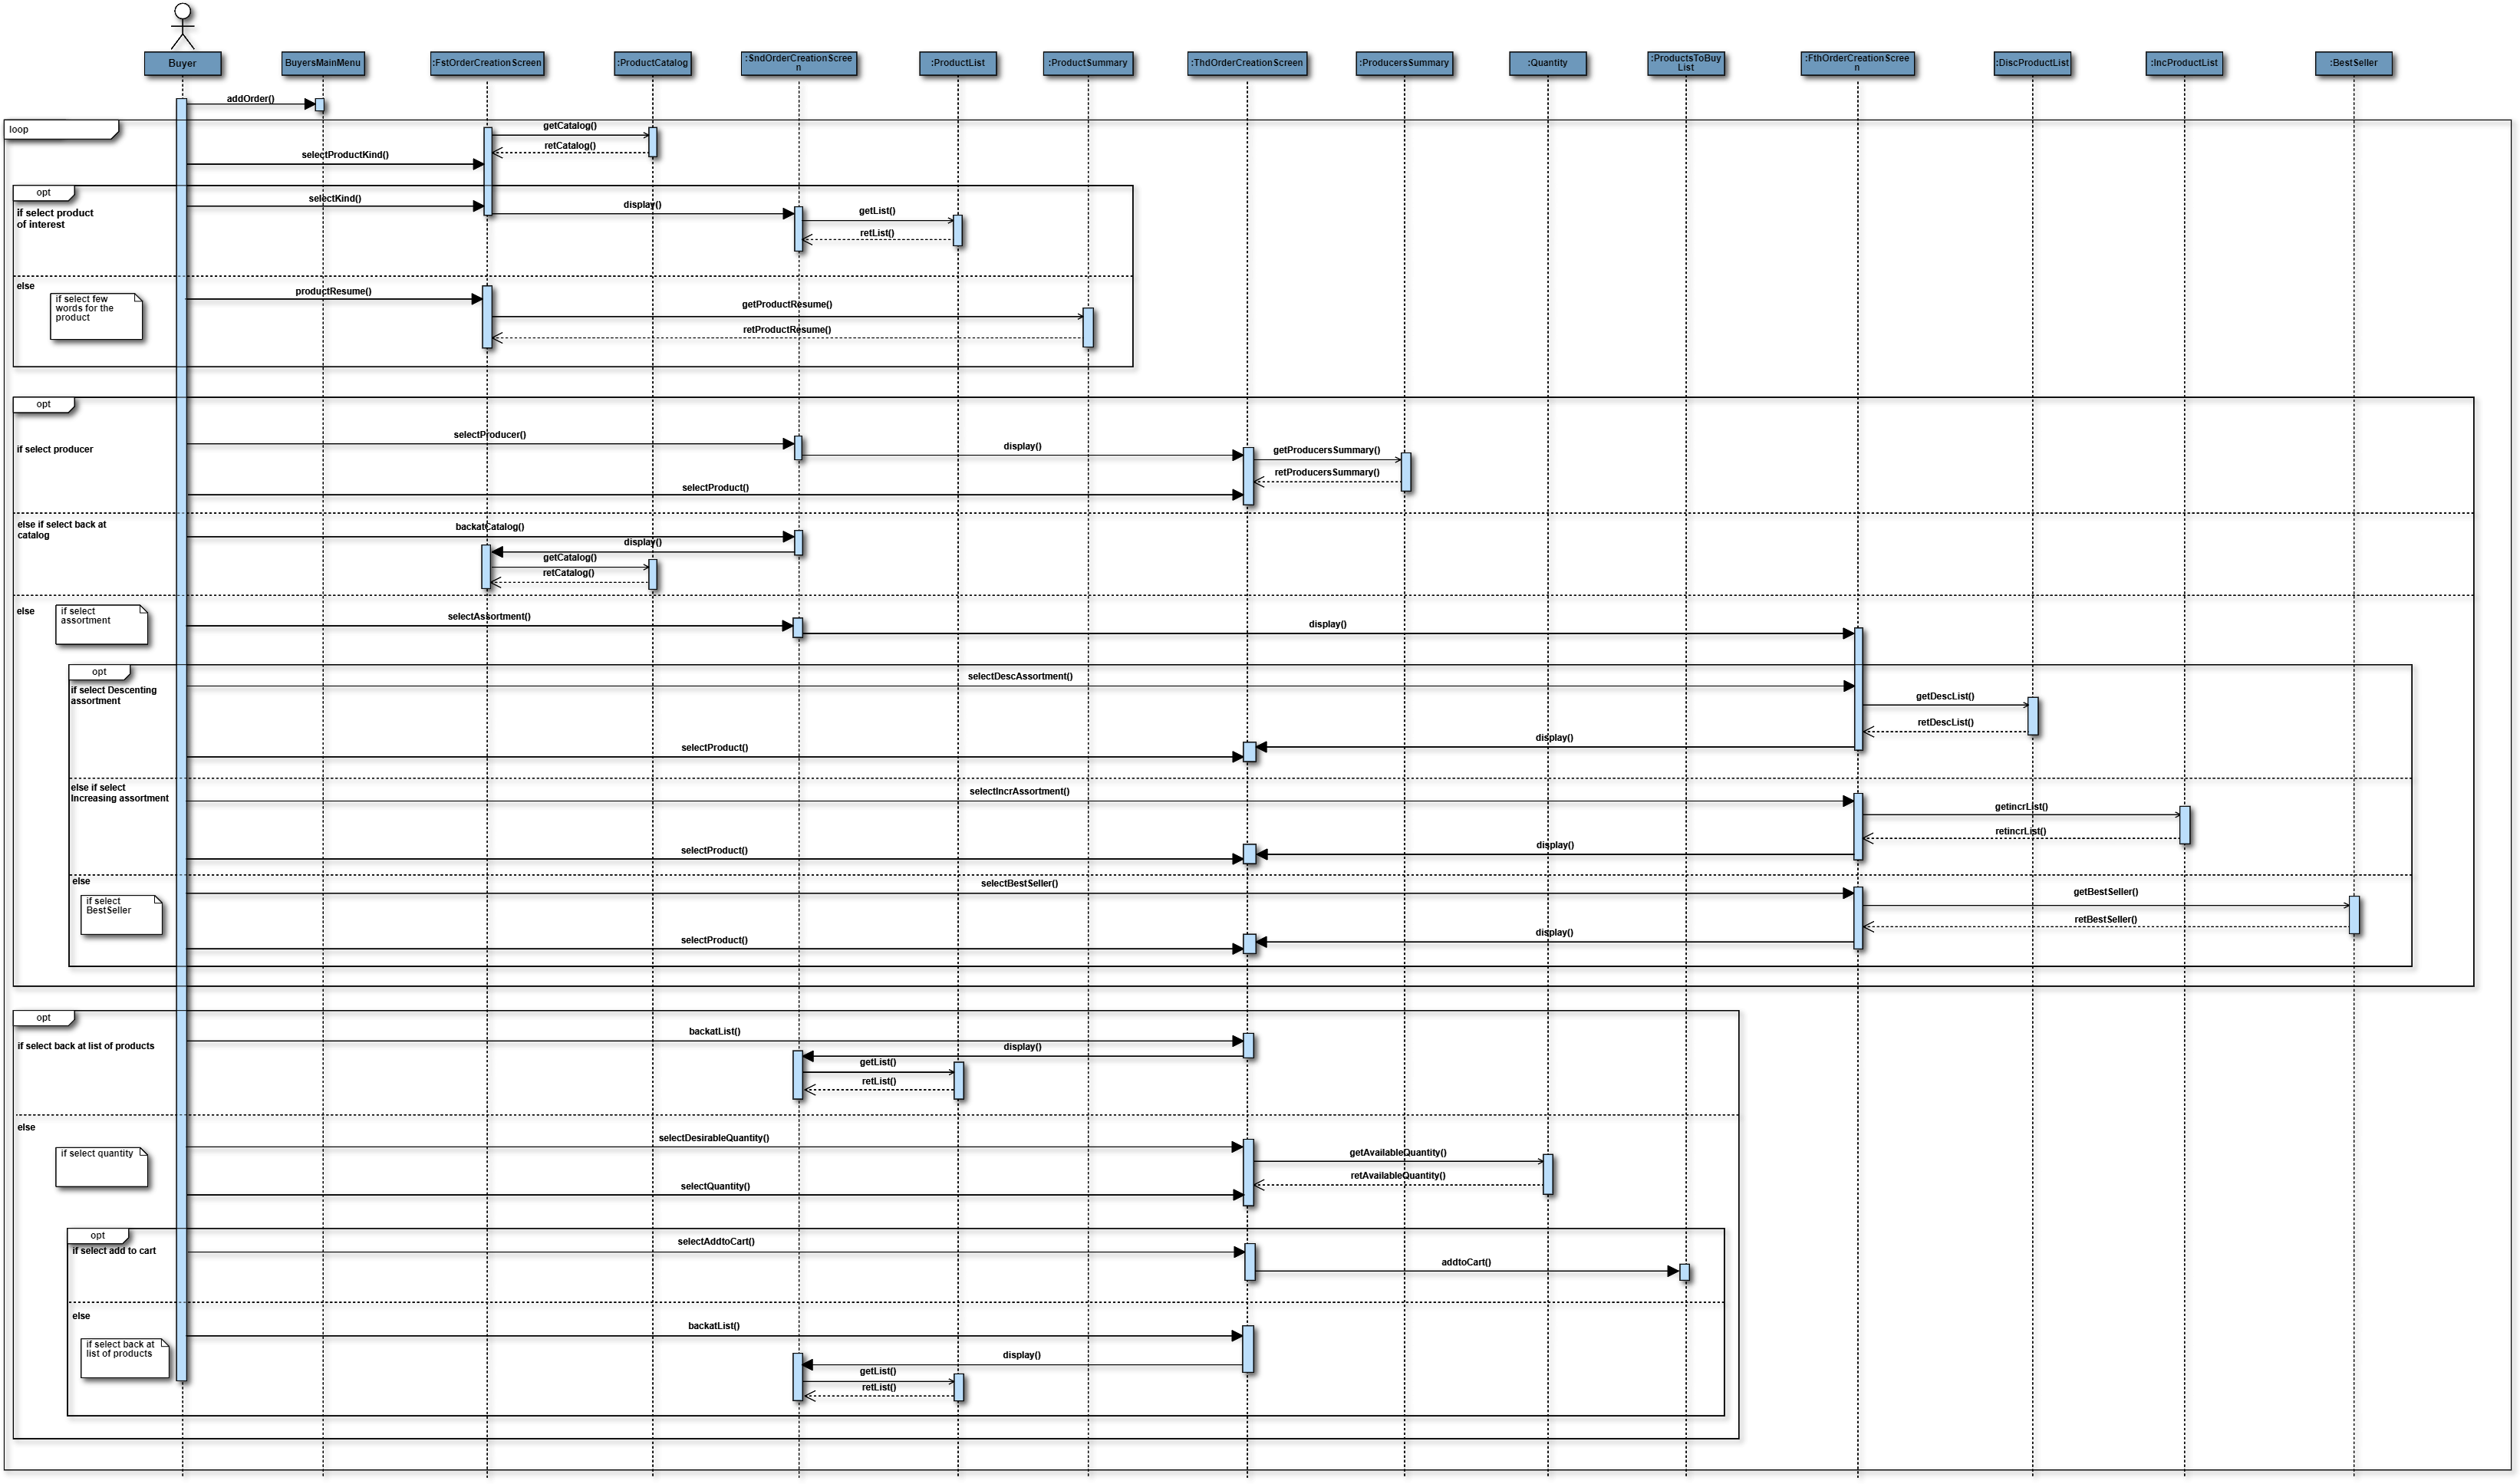 Buyer
BuyersMainMenu
:FstOrderCreationScreen
:ProductCatalog
:SndOrderCreationScree
n
:ProductList
:ProductSummary
:ThdOrderCreationScreen
:ProducersSummary
:Quantity
:ProductsToBuy
List
:FthOrderCreationScree
n
:DiscProductList
:IncProductList
:BestSeller
addOrder()
loop
getCatalog()
retCatalog()
selectProductKind()
opt
selectKind()
if select product
of interest
display()
getList()
retList()
else
if select few
words for the
product
productResume()
getProductResume()
retProductResume()
opt
selectProducer()
if select producer
display()
getProducersSummary()
retProducersSummary()
selectProduct()
else if select back at
catalog
backatCatalog()
display()
getCatalog()
retCatalog()
else
if select
assortment
selectAssortment()
display()
opt
if select Descenting
assortment
selectDescAssortment()
getDescList()
retDescList()
display()
selectProduct()
else if select
Increasing assortment
selectIncrAssortment()
getincrList()
retincrList()
display()
selectProduct()
else
if select
BestSeller
selectBestSeller()
getBestSeller()
retBestSeller()
display()
selectProduct()
opt
backatList()
if select back at list of products
display()
getList()
retList()
else
if select quantity
selectDesirableQuantity()
getAvailableQuantity()
retAvailableQuantity()
selectQuantity()
opt
if select add to cart
selectAddtoCart()
addtoCart()
else
if select back at
list of products
backatList()
display()
getList()
retList()